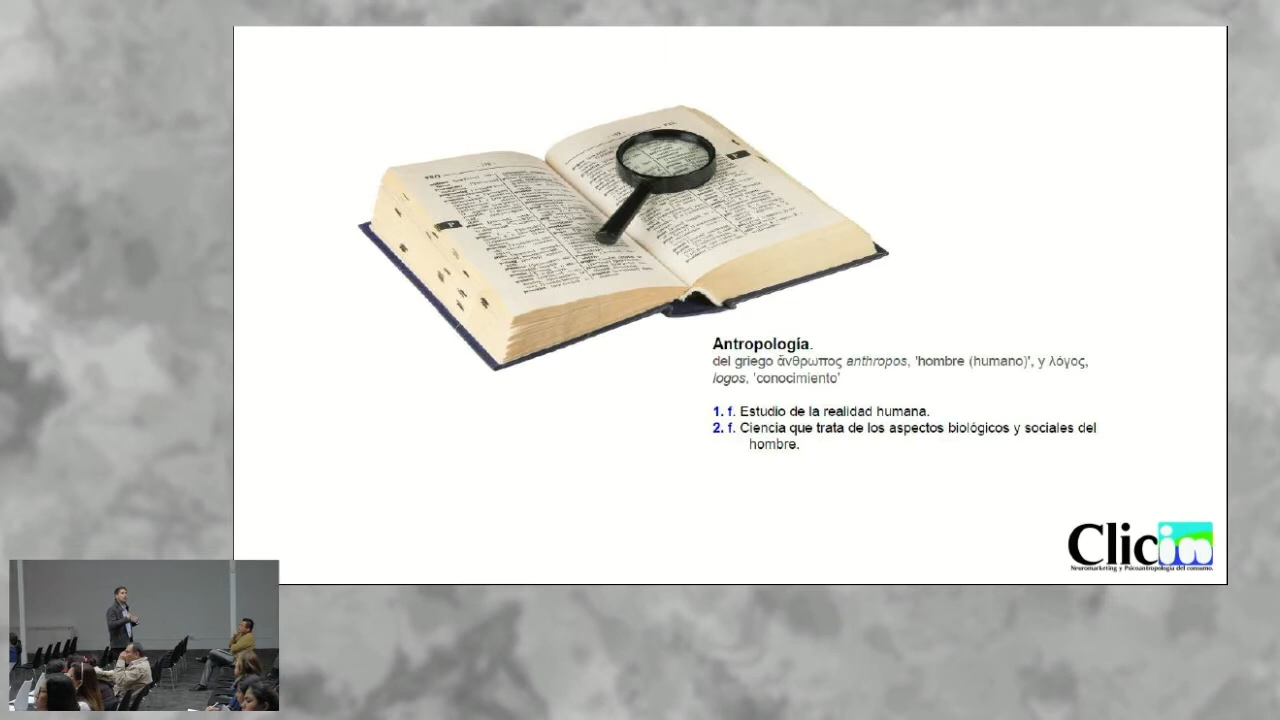 Antropología.
del griego ἄνθρωπος anthropos, 'hombre (humano)', y λόγος,
logos, 'conocimiento'
1. f. Estudio de la realidad humana.
2. f. Ciencia que trata de los aspectos biológicos y sociales del
hombre.
Clicin
Neuromarketing y Psicoantropología del consumo.